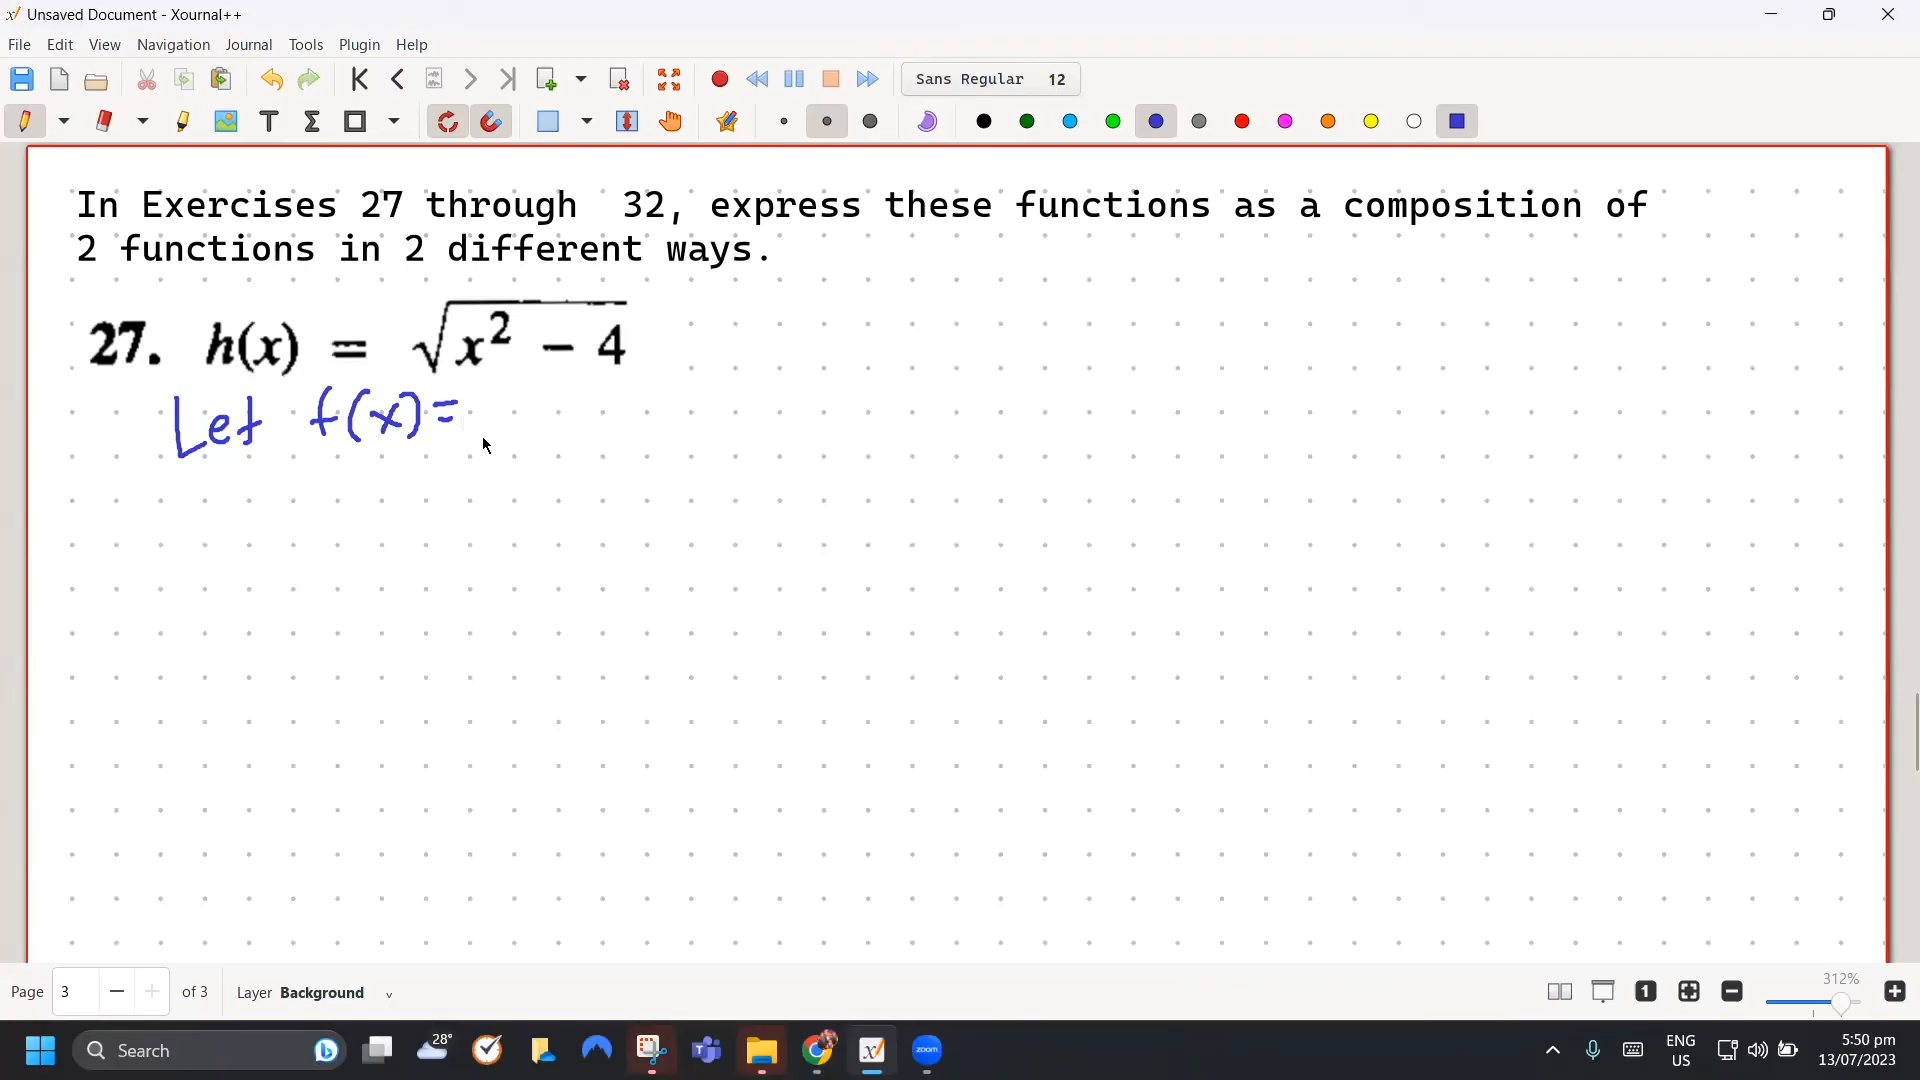 Unsaved Document - Xournal++
File Edit View Navigation Journal Tools Plugin Help
Sans Regular 12
In Exercises 27 through 32, express these functions as a composition of
2 functions in 2 different ways.
27. h(x) = √(x² - 4)
Let f(x)=
Page 3 of 3 Layer Background
312%
Search
28°
zoom
ENG
US
5:50 pm
13/07/2023